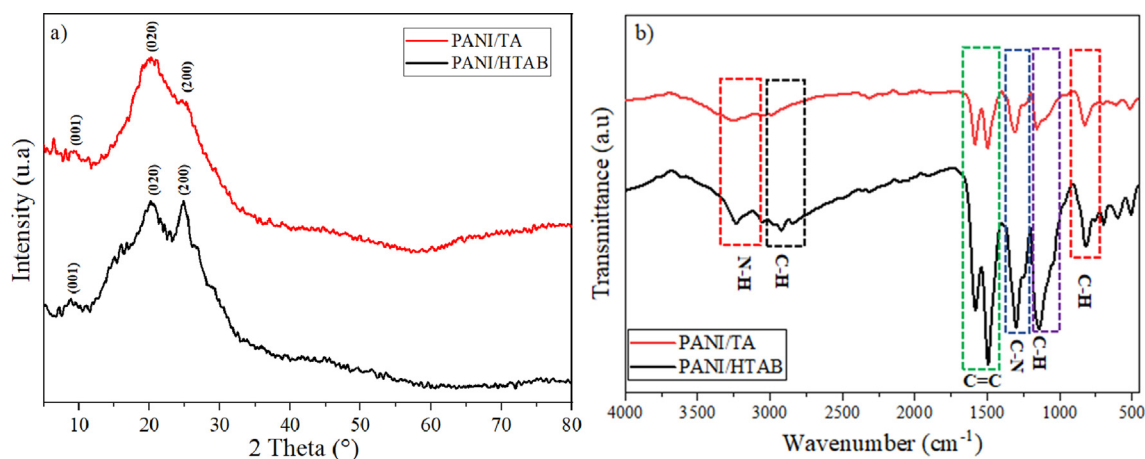 a)
PANI/TA
PANI/HTAB
(020)
(200)
(001)
(020)
(200)
(001)
Intensity (u.a)
10 20 30 40 50 60 70 80
2 Theta (°)
b)
N-H
C-H
C=C
C-N
C-H
C-H
PANI/TA
PANI/HTAB
Transmittance (a.u)
4000 3500 3000 2500 2000 1500 1000 500
Wavenumber (cm⁻¹)